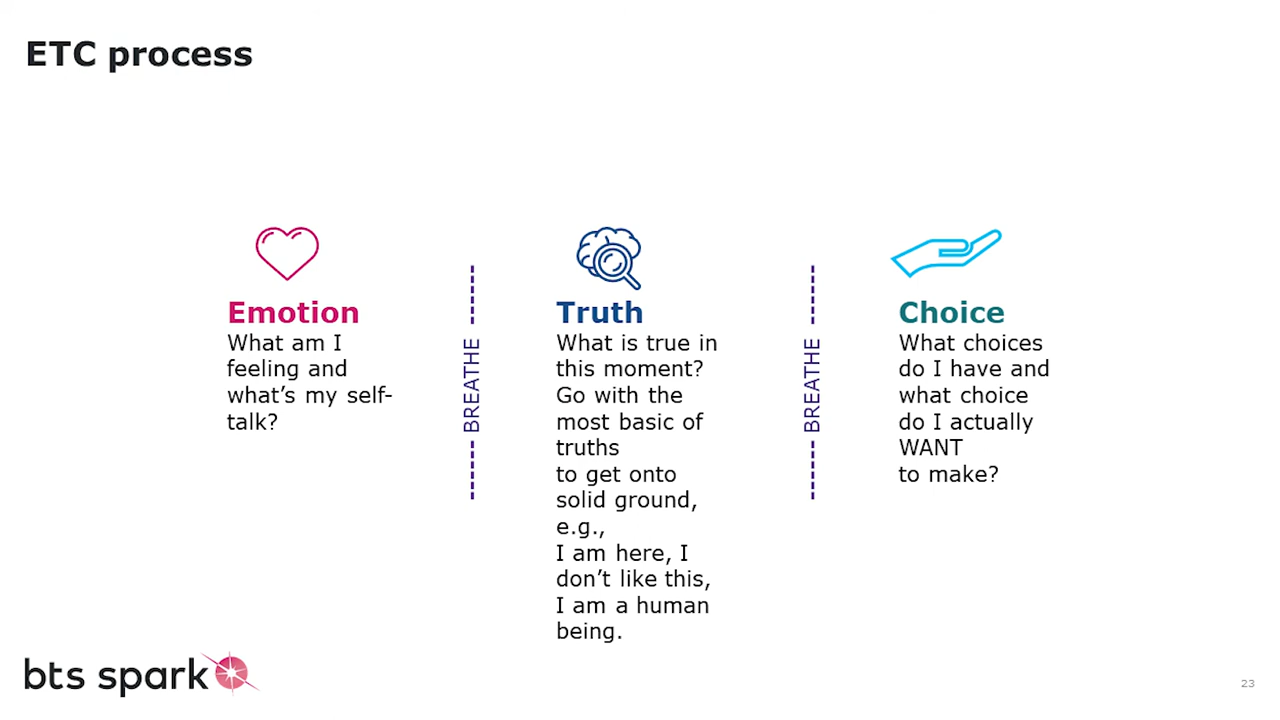 ETC process
Emotion
What am I
feeling and
what’s my self-
talk?
BREATHE
Truth
What is true in
this moment?
Go with the
most basic of
truths
to get onto
solid ground,
e.g.,
I am here, I
don’t like this,
I am a human
being.
BREATHE
Choice
What choices
do I have and
what choice
do I actually
WANT
to make?
bts spark
23